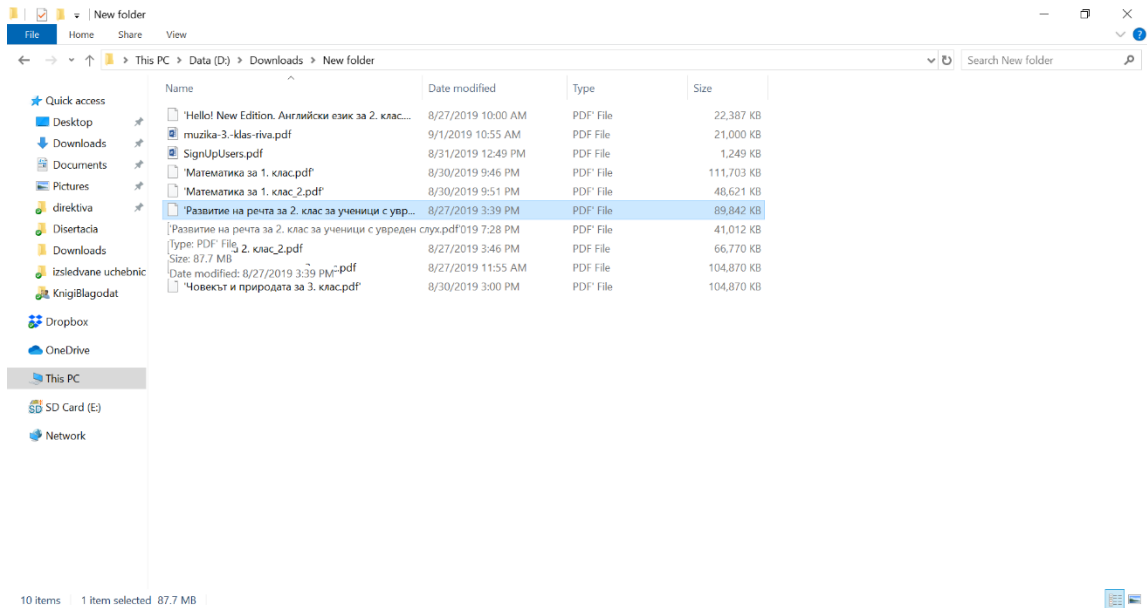 New folder
File Home Share View
This PC > Data (D:) > Downloads > New folder
Search New folder
Name Date modified Type Size
Quick access
Desktop
Downloads
Documents
Pictures
direktiva
Disertacia
Downloads
izsledvane uchebnic
KnigiBlagodat
Dropbox
OneDrive
This PC
SD Card (E:)
Network
'Hello! New Edition. Английски език за 2. клас.... 8/27/2019 10:00 AM PDF' File 22,387 KB
muzika-3.-klas-riva.pdf 9/1/2019 10:55 AM PDF File 21,000 KB
SignUpUsers.pdf 8/31/2019 12:49 PM PDF File 1,249 KB
'Математика за 1. клас.pdf' 8/30/2019 9:46 PM PDF' File 111,703 KB
'Математика за 1. клас_2.pdf' 8/30/2019 9:51 PM PDF' File 48,621 KB
'Развитие на речта за 2. клас за ученици с увр... 8/27/2019 3:39 PM PDF' File 89,842 KB
'Развитие на речта за 2. клас за ученици с увреден слух.pdf'019 7:28 PM PDF' File 41,012 KB
Type: PDF' File 2. клас_2.pdf 8/27/2019 3:46 PM PDF File 66,770 KB
Size: 87.7 MB
Date modified: 8/27/2019 3:39 PM .pdf 8/27/2019 11:55 AM PDF' File 104,870 KB
'Човекът и природата за 3. клас.pdf' 8/30/2019 3:00 PM PDF' File 104,870 KB
10 items 1 item selected 87.7 MB